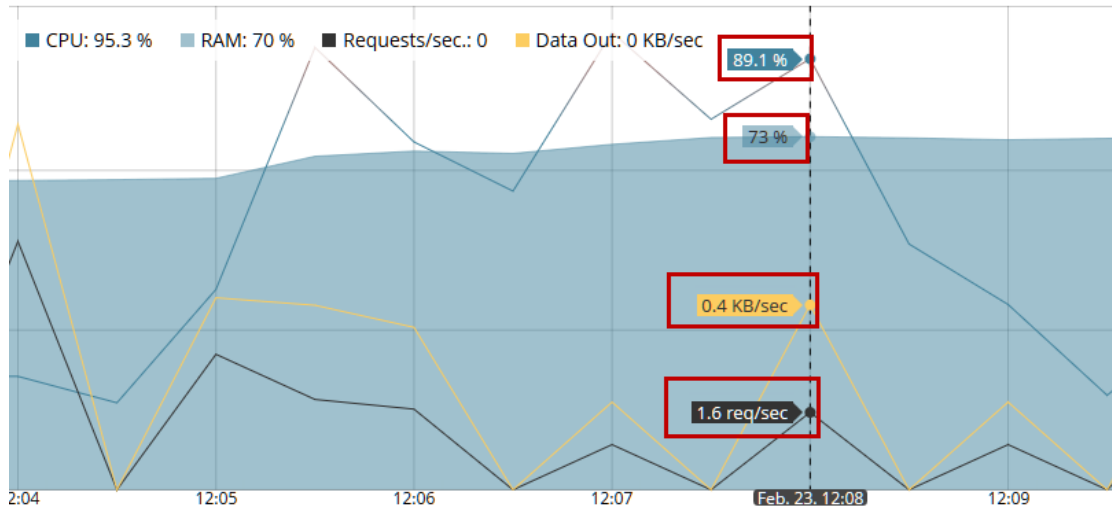 CPU: 95.3 % RAM: 70 % Requests/sec.: 0 Data Out: 0 KB/sec
89.1 %
73 %
0.4 KB/sec
1.6 req/sec
2:04 12:05 12:06 12:07 Feb. 23. 12:08 12:09